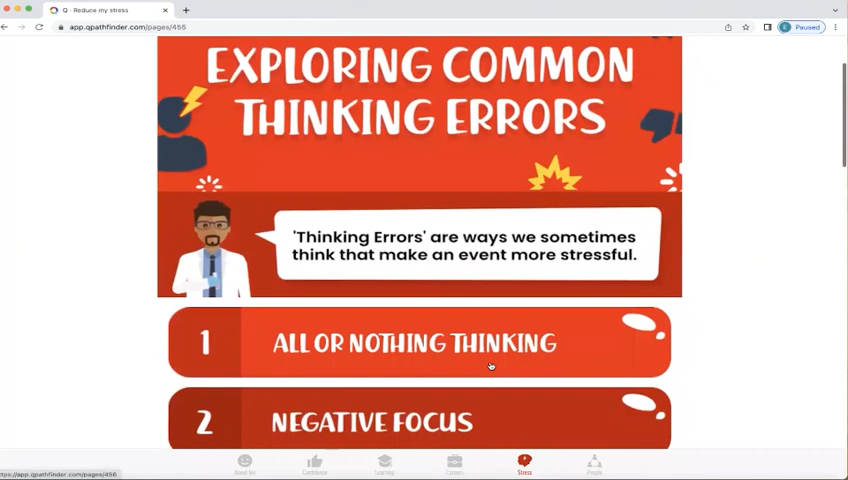 Q · Reduce my stress
app.qpathfinder.com/pages/455
Paused
EXPLORING COMMON
THINKING ERRORS
'Thinking Errors' are ways we sometimes
think that make an event more stressful.
1 ALL OR NOTHING THINKING
2 NEGATIVE FOCUS
About Me Confidence Learning Careers Stress People
https://app.qpathfinder.com/pages/456